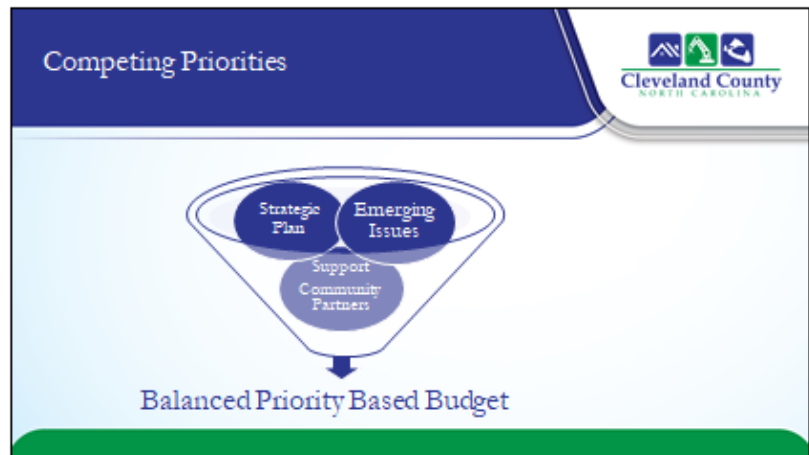 Competing Priorities
Cleveland County
NORTH CAROLINA
Strategic
Plan
Emerging
Issues
Support
Community
Partners
Balanced Priority Based Budget